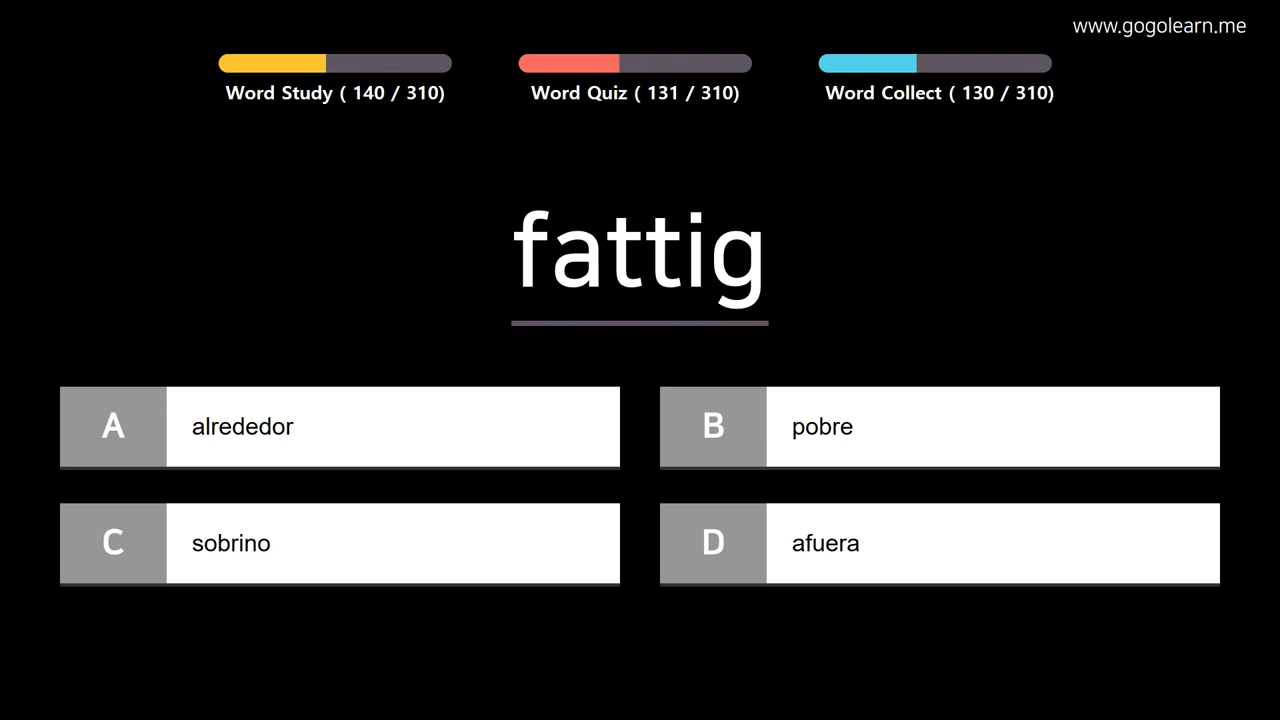 www.gogolearn.me
Word Study ( 140 / 310)
Word Quiz ( 131 / 310)
Word Collect ( 130 / 310)
fattig
A alrededor
B pobre
C sobrino
D afuera